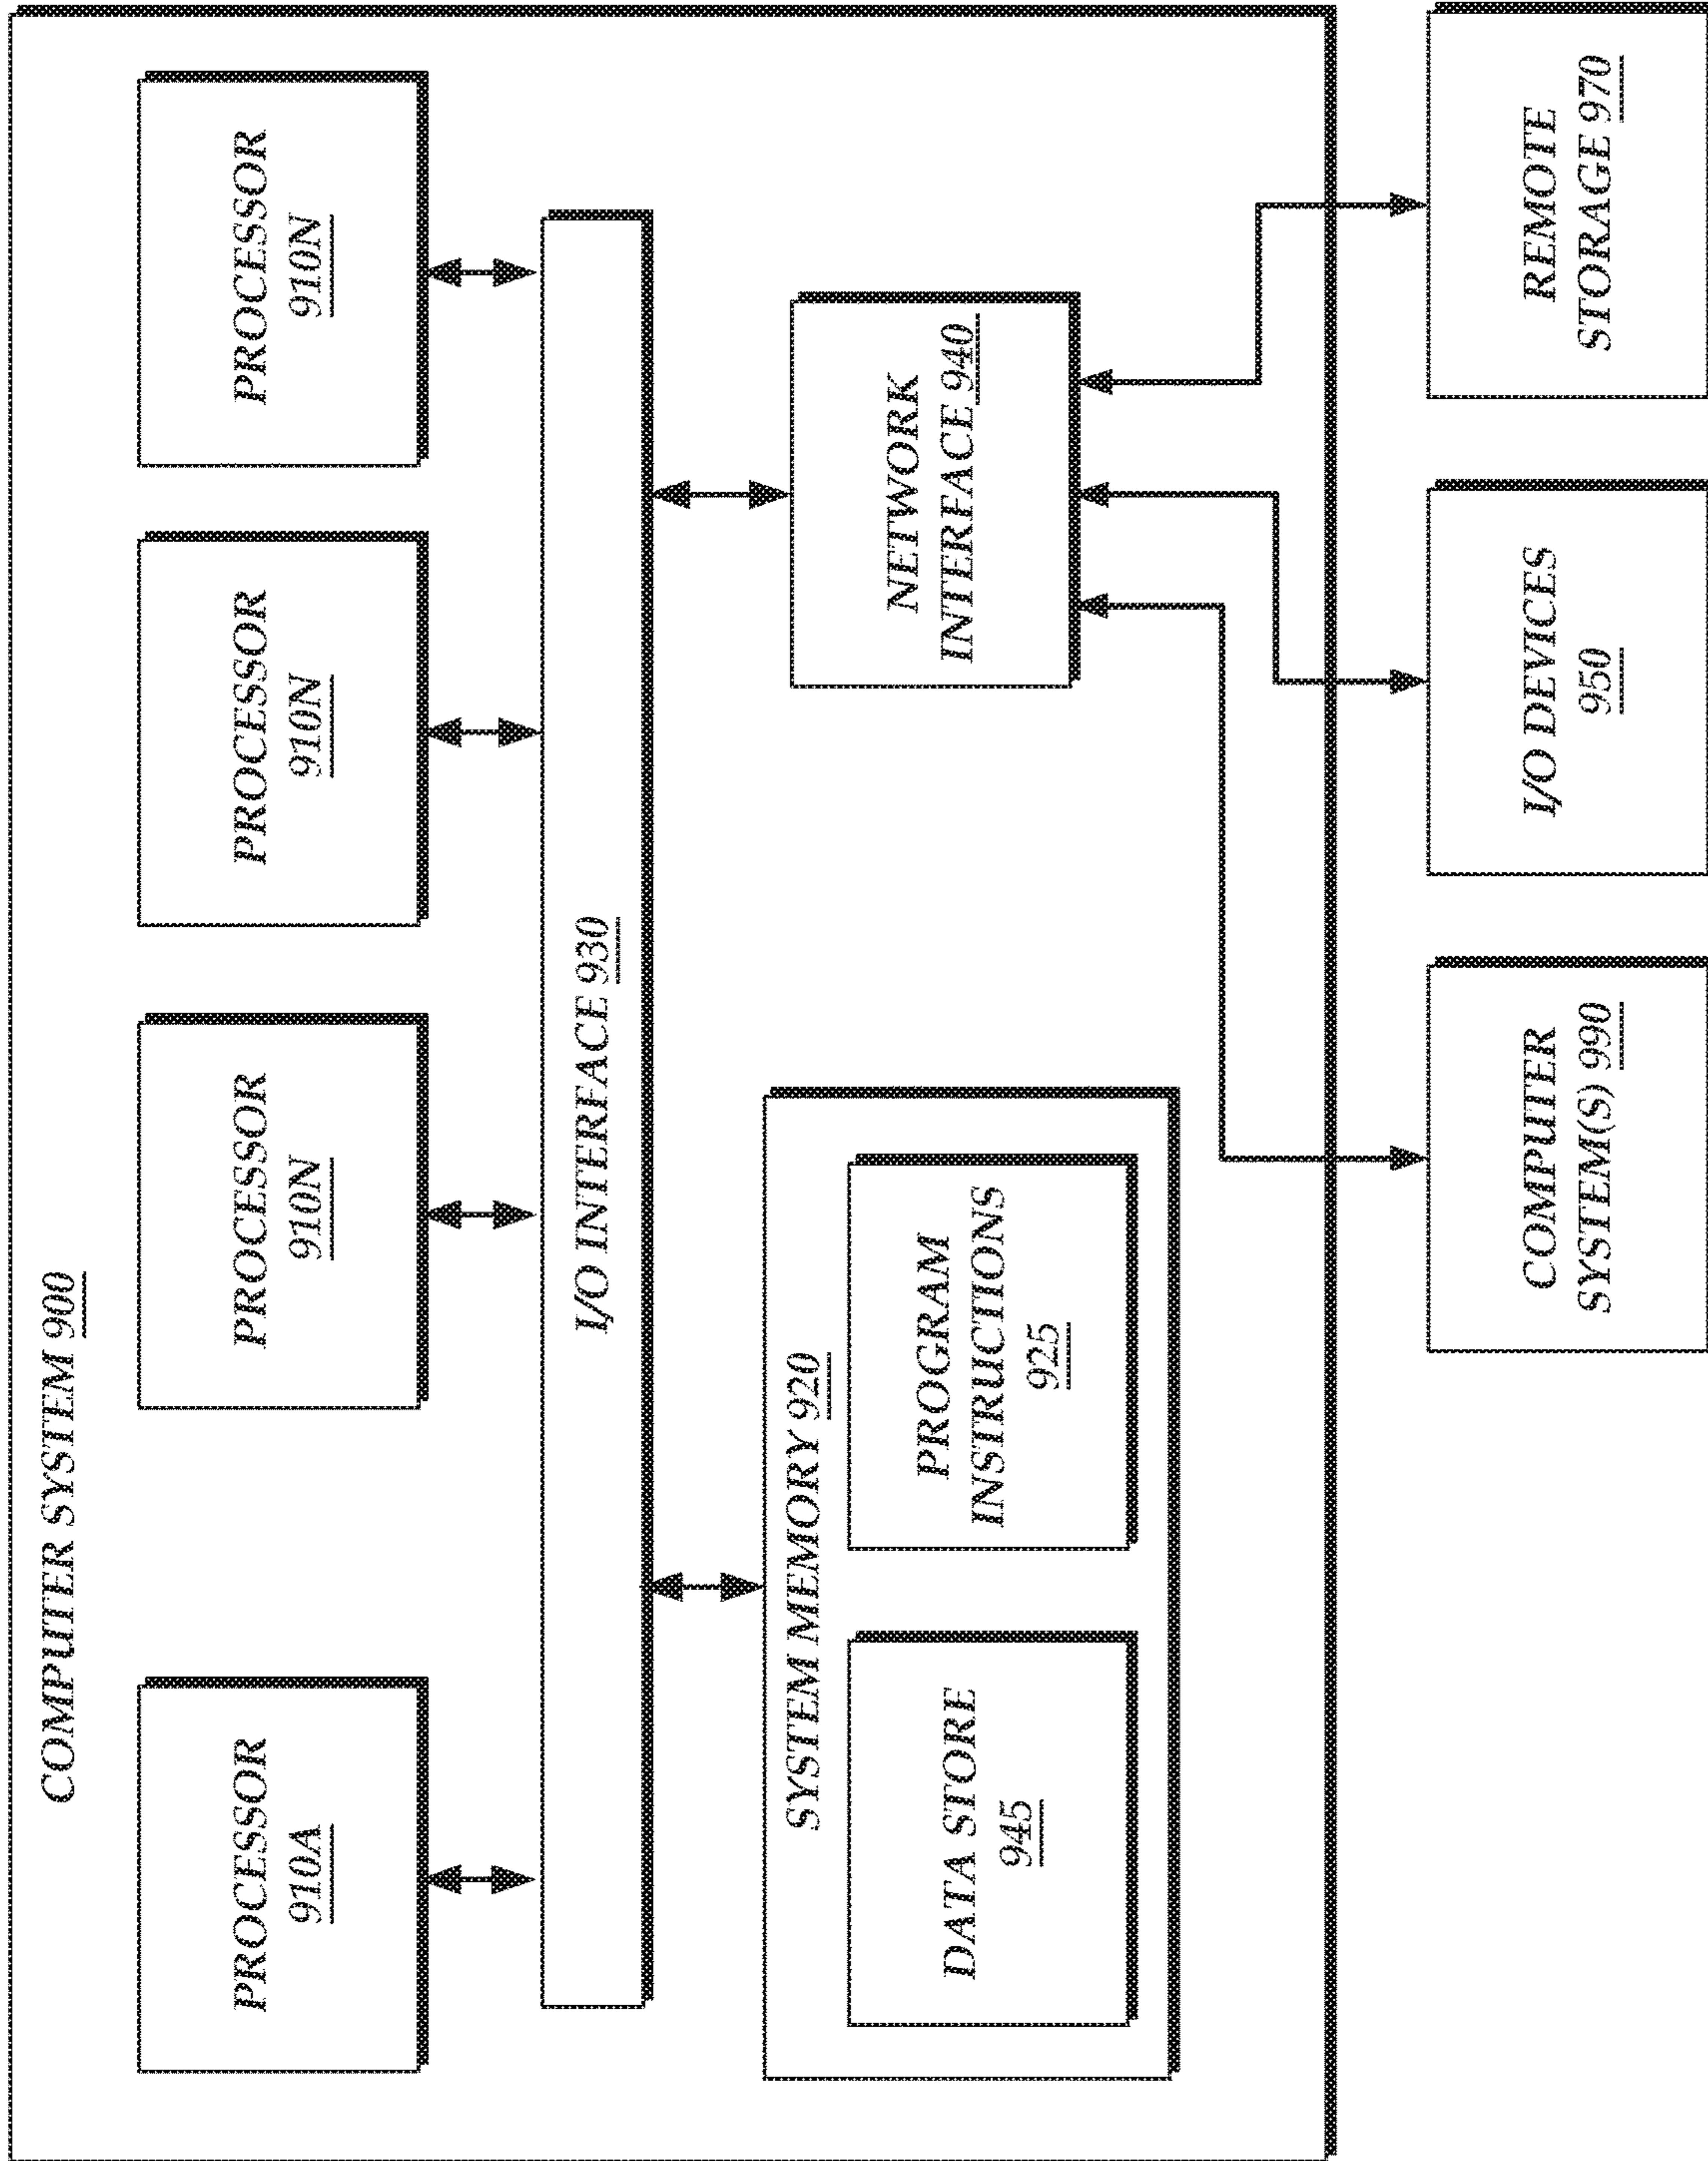 COMPUTER SYSTEM 900
PROCESSOR
910A
PROCESSOR
910N
PROCESSOR
910N
PROCESSOR
910N
I/O INTERFACE 930
SYSTEM MEMORY 920
DATA STORE
945
PROGRAM
INSTRUCTIONS
925
NETWORK
INTERFACE 940
COMPUTER
SYSTEM(S) 990
I/O DEVICES
950
REMOTE
STORAGE 970